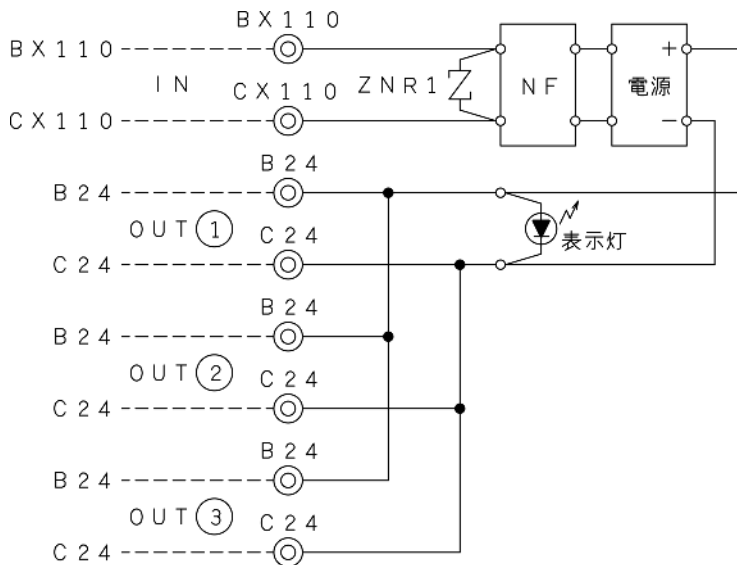 BX110
BX110
IN
CX110
ZNR1
NF
電源
+
−
CX110
B24
B24
OUT①
C24
表示灯
C24
B24
B24
OUT②
C24
C24
B24
B24
OUT③
C24
C24